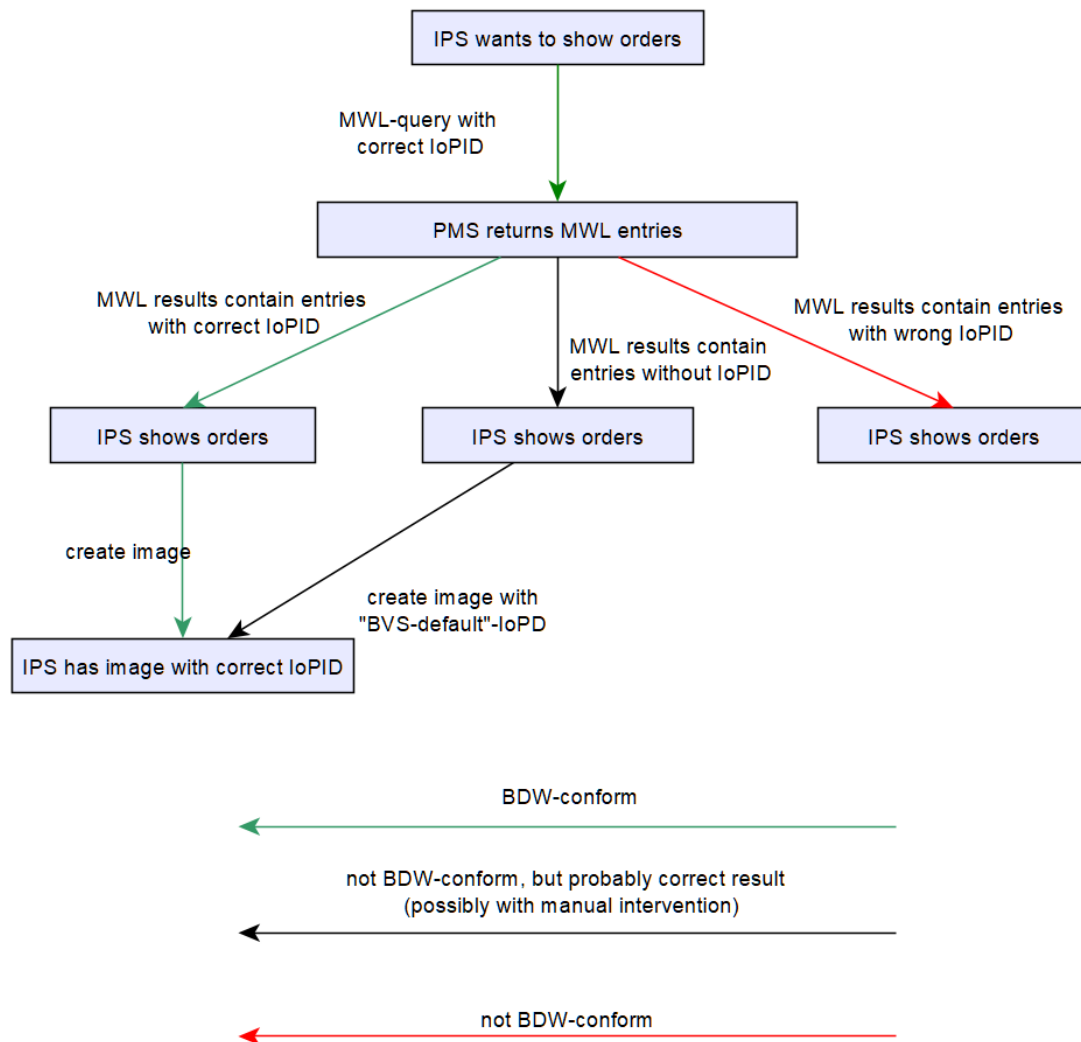 IPS wants to show orders
MWL-query with
correct IoPID
PMS returns MWL entries
MWL results contain entries
with correct IoPID
MWL results contain
entries without IoPID
MWL results contain entries
with wrong IoPID
IPS shows orders
IPS shows orders
IPS shows orders
create image
create image with
"BVS-default"-IoPD
IPS has image with correct IoPID
BDW-conform
not BDW-conform, but probably correct result
(possibly with manual intervention)
not BDW-conform